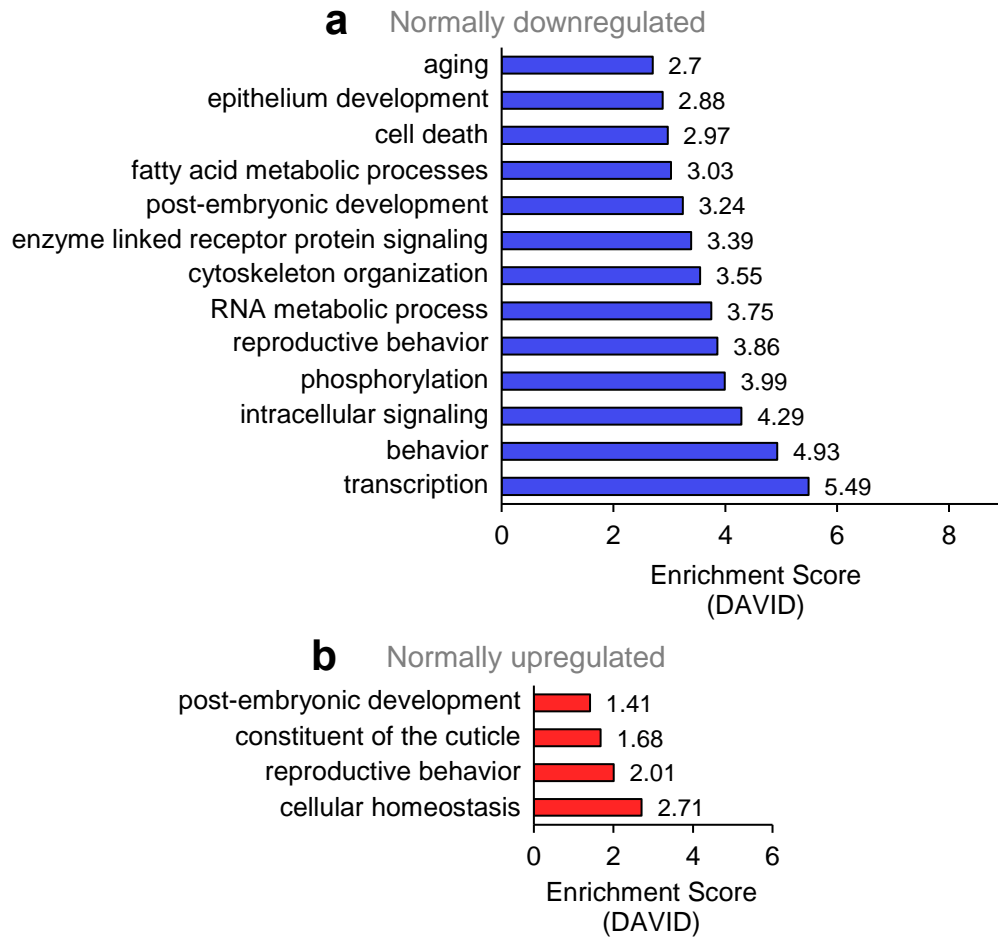 a Normally downregulated
aging 2.7
epithelium development 2.88
cell death 2.97
fatty acid metabolic processes 3.03
post-embryonic development 3.24
enzyme linked receptor protein signaling 3.39
cytoskeleton organization 3.55
RNA metabolic process 3.75
reproductive behavior 3.86
phosphorylation 3.99
intracellular signaling 4.29
behavior 4.93
transcription 5.49
0 2 4 6 8
Enrichment Score
(DAVID)
b Normally upregulated
post-embryonic development 1.41
constituent of the cuticle 1.68
reproductive behavior 2.01
cellular homeostasis 2.71
0 2 4 6
Enrichment Score
(DAVID)